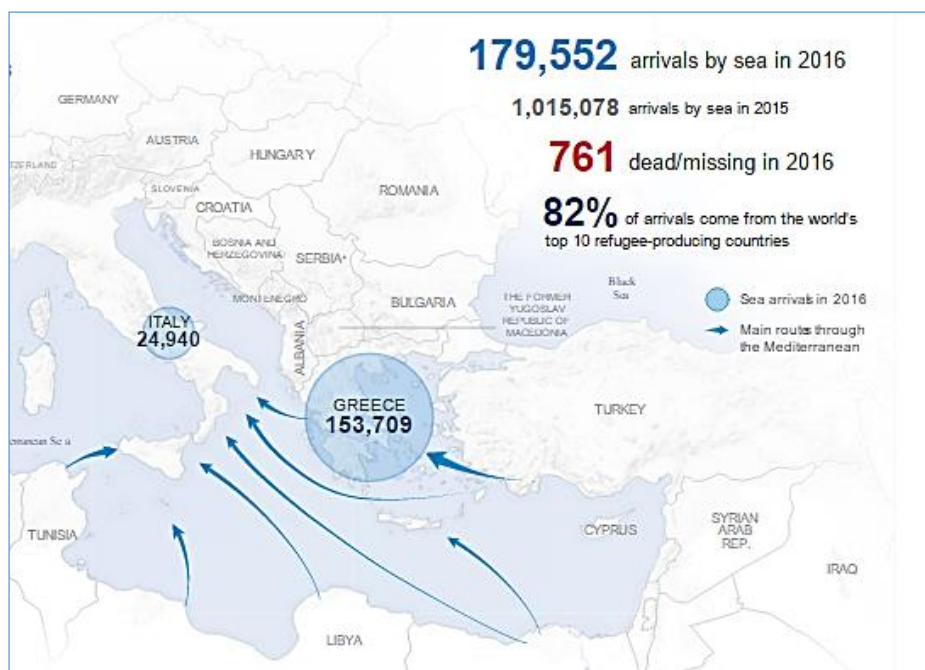 179,552 arrivals by sea in 2016
1,015,078 arrivals by sea in 2015
761 dead/missing in 2016
82% of arrivals come from the world's
top 10 refugee-producing countries
Sea arrivals in 2016
Main routes through
the Mediterranean
GERMANY
AUSTRIA
HUNGARY
SLOVENIA
CROATIA
ROMANIA
BOSNIA AND
HERZEGOVINA
SERBIA
MONTENEGRO
BULGARIA
Black
Sea
THE FORMER
YUGOSLAV
REPUBLIC OF
MACEDONIA
ITALY
24,940
ALBANIA
GREECE
153,709
TURKEY
TUNISIA
CYPRUS
SYRIAN
ARAB
REP.
IRAQ
LIBYA